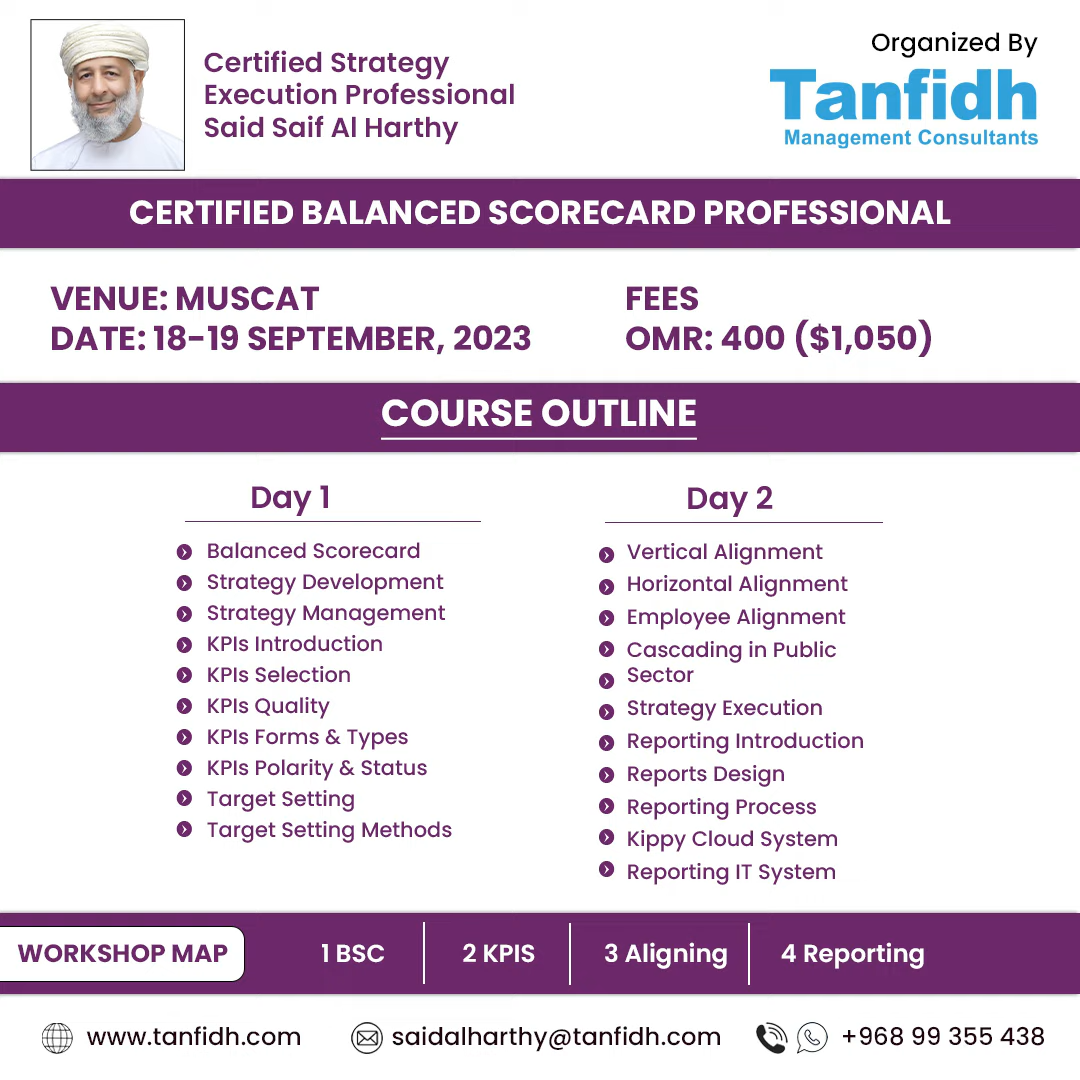 Certified Strategy
Execution Professional
Said Saif Al Harthy
Organized By
Tanfidh
Management Consultants
CERTIFIED BALANCED SCORECARD PROFESSIONAL
VENUE: MUSCAT
DATE: 18-19 SEPTEMBER, 2023
FEES
OMR: 400 ($1,050)
COURSE OUTLINE
Day 1
Balanced Scorecard
Strategy Development
Strategy Management
KPIs Introduction
KPIs Selection
KPIs Quality
KPIs Forms & Types
KPIs Polarity & Status
Target Setting
Target Setting Methods
Day 2
Vertical Alignment
Horizontal Alignment
Employee Alignment
Cascading in Public
Sector
Strategy Execution
Reporting Introduction
Reports Design
Reporting Process
Kippy Cloud System
Reporting IT System
WORKSHOP MAP
1 BSC
2 KPIS
3 Aligning
4 Reporting
www.tanfidh.com
saidalharthy@tanfidh.com
+968 99 355 438